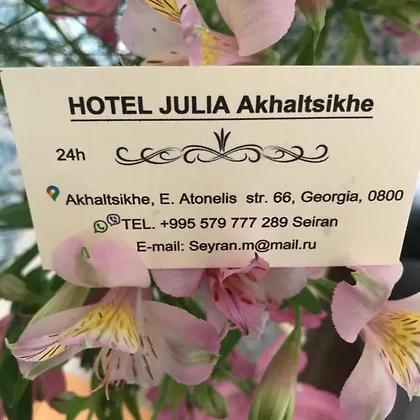 HOTEL JULIA Akhaltsikhe
24h
Akhaltsikhe, E. Atonelis str. 66, Georgia, 0800
TEL. +995 579 777 289 Seiran
E-mail: Seyran.m@mail.ru